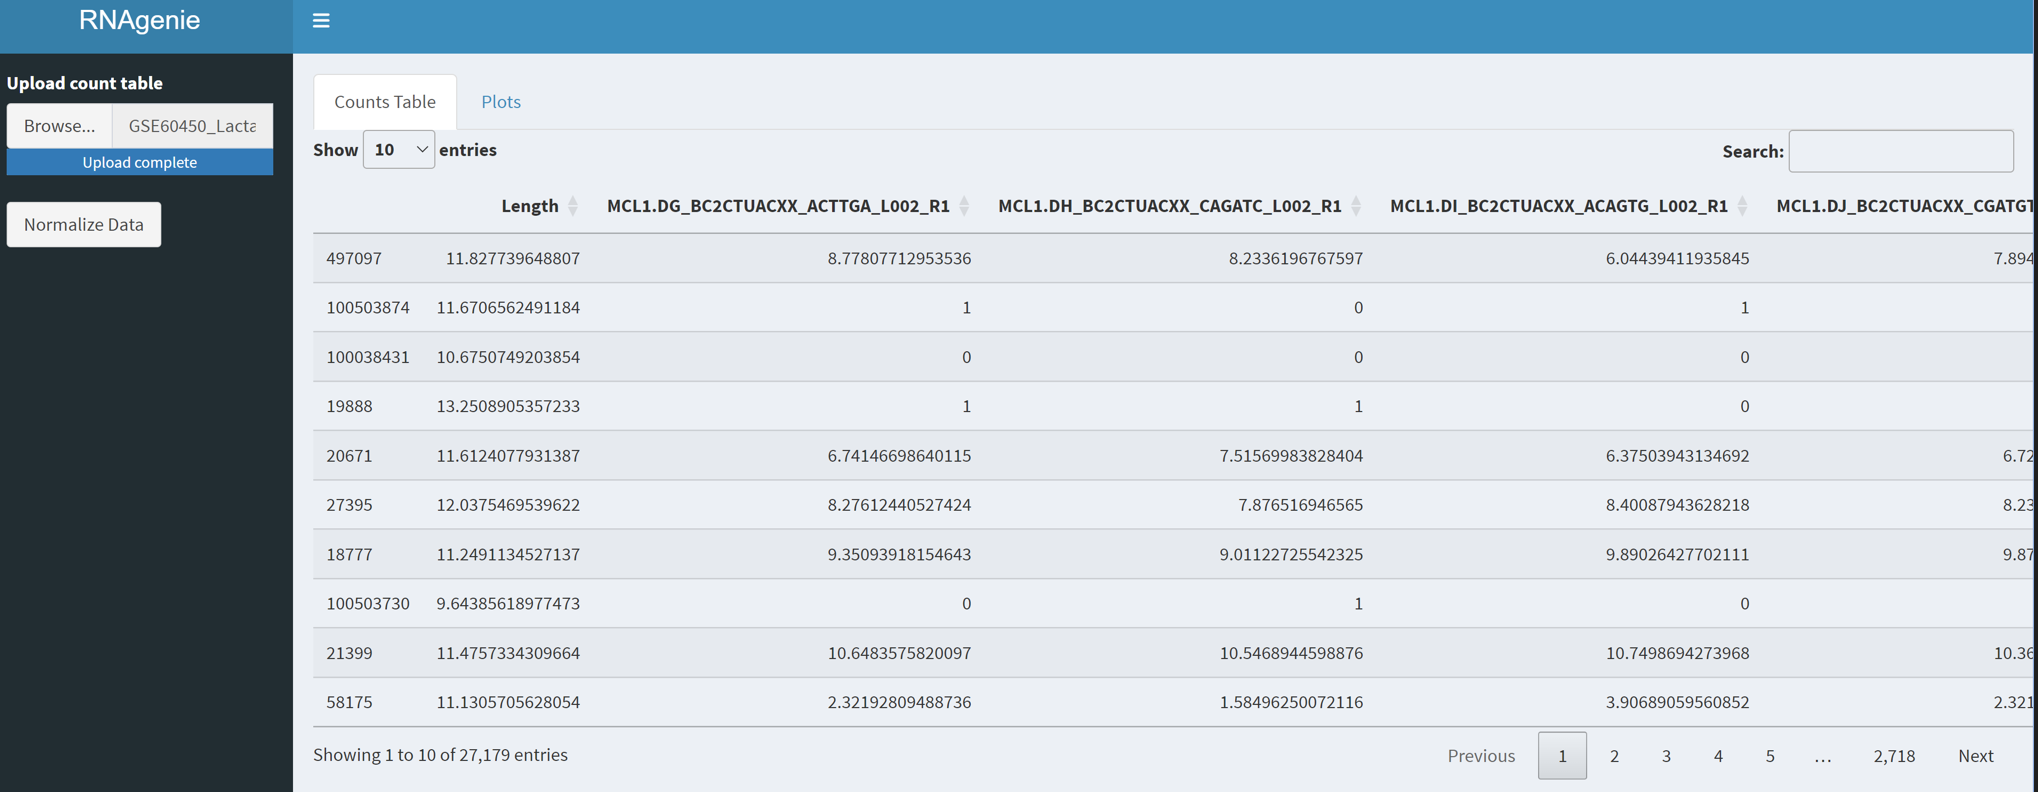 RNAgenie
Upload count table
Browse... GSE60450_Lacta
Upload complete
Normalize Data
Counts Table Plots
Show 10 entries Search:
Length MCL1.DG_BC2CTUACXX_ACTTGA_L002_R1 MCL1.DH_BC2CTUACXX_CAGATC_L002_R1 MCL1.DI_BC2CTUACXX_ACAGTG_L002_R1 MCL1.DJ_BC2CTUACXX_CGATGT
497097 11.827739648807 8.77807712953536 8.2336196767597 6.04439411935845 7.894
100503874 11.6706562491184 1 0 1
100038431 10.6750749203854 0 0 0
19888 13.2508905357233 1 1 0
20671 11.6124077931387 6.74146698640115 7.51569983828404 6.37503943134692 6.72
27395 12.0375469539622 8.27612440527424 7.876516946565 8.40087943628218 8.23
18777 11.2491134527137 9.35093918154643 9.01122725542325 9.89026427702111 9.87
100503730 9.64385618977473 0 1 0
21399 11.4757334309664 10.6483575820097 10.5468944598876 10.7498694273968 10.36
58175 11.1305705628054 2.32192809488736 1.58496250072116 3.90689059560852 2.321
Showing 1 to 10 of 27,179 entries Previous 1 2 3 4 5 … 2,718 Next